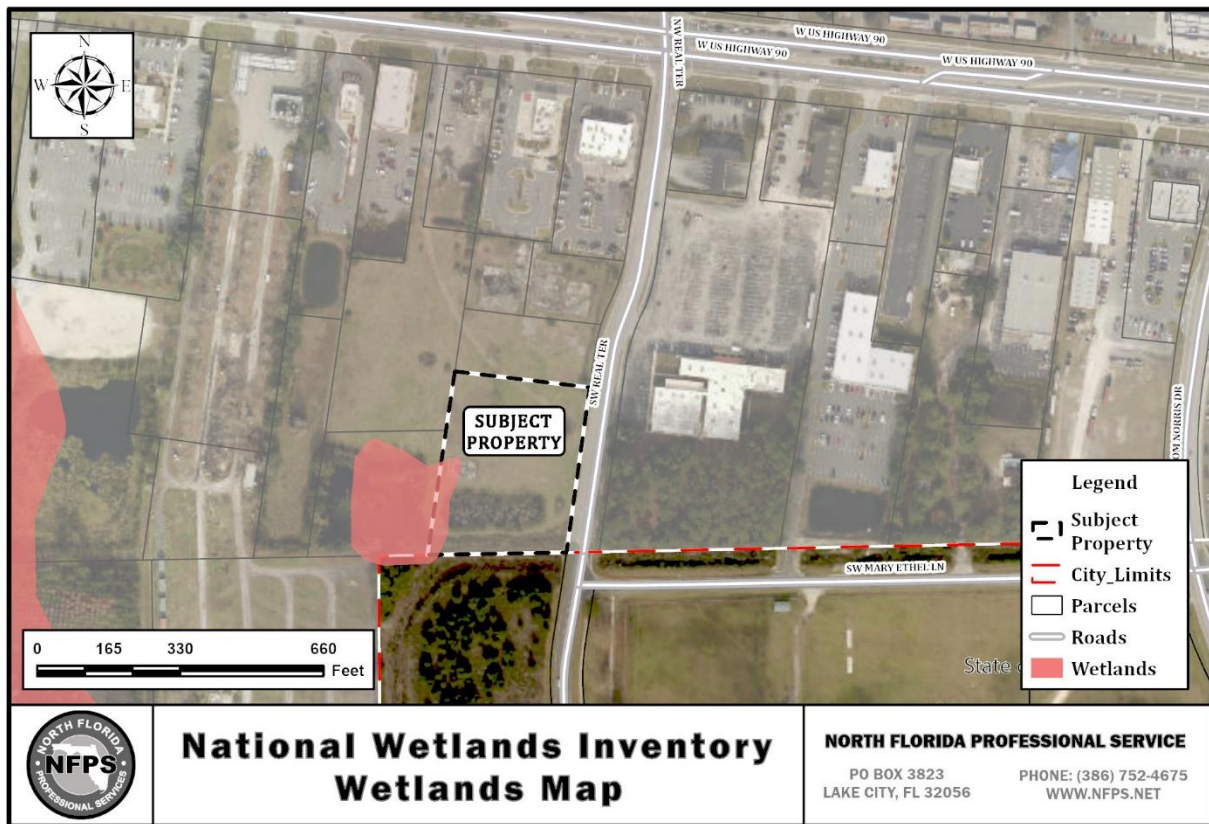 N
W E
S
W US HIGHWAY 90
W US HIGHWAY 90
W US HIGHWAY 90
NW REAL TER
SW REAL TER
SUBJECT
PROPERTY
OM NORRIS DR
SW MARY ETHEL LN
State
Legend
Subject
Property
City_Limits
Parcels
Roads
Wetlands
0 165 330 660
Feet
NORTH FLORIDA
NFPS
PROFESSIONAL SERVICES
National Wetlands Inventory
Wetlands Map
NORTH FLORIDA PROFESSIONAL SERVICE
PO BOX 3823
LAKE CITY, FL 32056
PHONE: (386) 752-4675
WWW.NFPS.NET